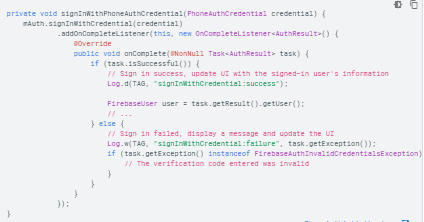 private void signInWithPhoneAuthCredential(PhoneAuthCredential credential) {
mAuth.signInWithCredential(credential)
.addOnCompleteListener(this, new OnCompleteListener<AuthResult>() {
@Override
public void onComplete(@NonNull Task<AuthResult> task) {
if (task.isSuccessful()) {
// Sign in success, update UI with the signed-in user's information
Log.d(TAG, "signInWithCredential:success");
FirebaseUser user = task.getResult().getUser();
// ...
} else {
// Sign in failed, display a message and update the UI
Log.w(TAG, "signInWithCredential:failure", task.getException());
if (task.getException() instanceof FirebaseAuthInvalidCredentialsException)
// The verification code entered was invalid
}
}
}
});
}